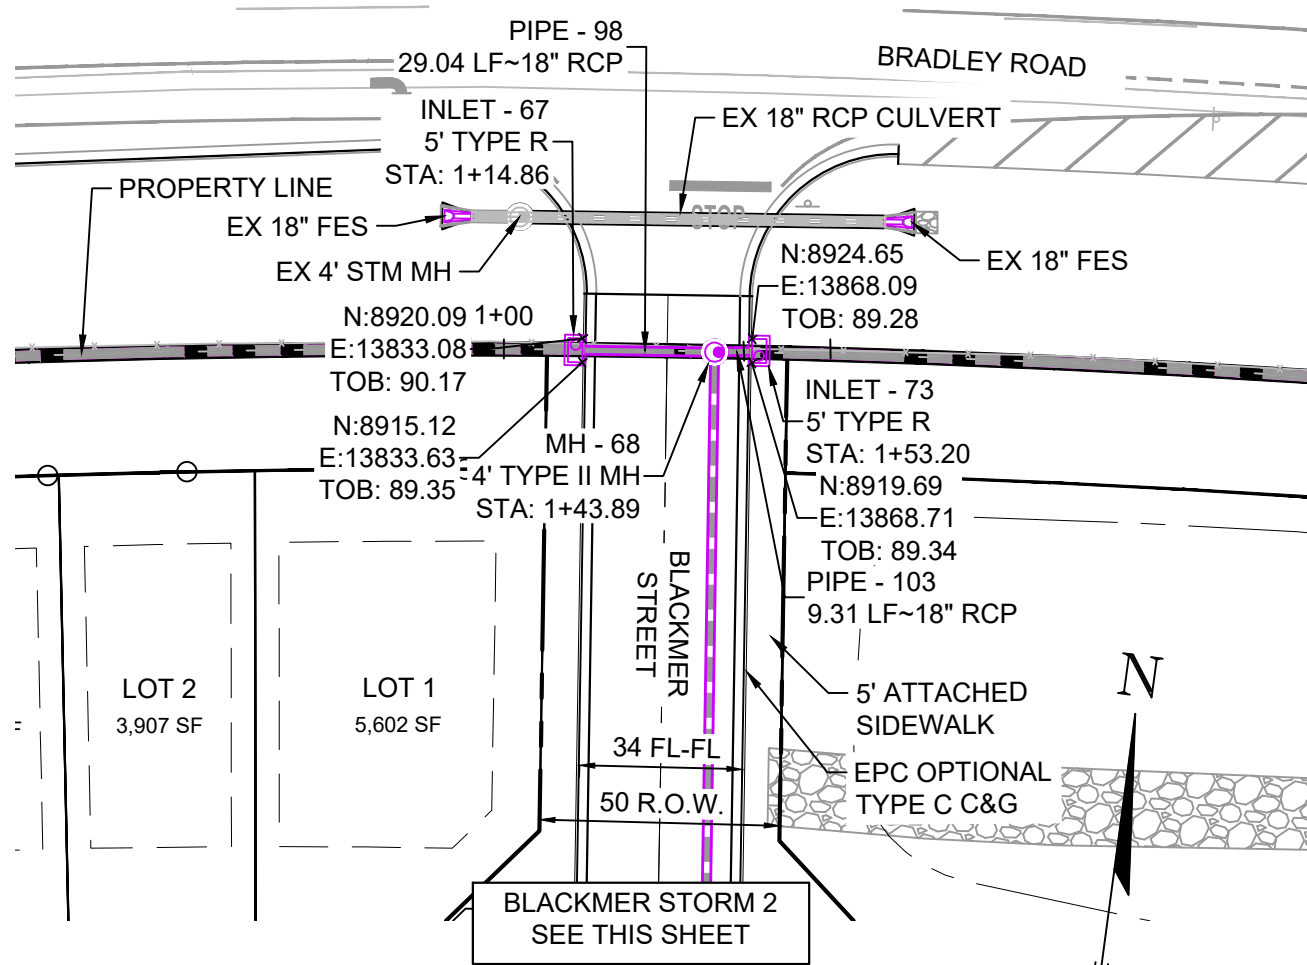 PIPE - 98
29.04 LF~18" RCP
BRADLEY ROAD
INLET - 67
5' TYPE R
STA: 1+14.86
EX 18" RCP CULVERT
PROPERTY LINE
STOP
EX 18" FES
EX 4' STM MH
EX 18" FES
N:8924.65
E:13868.09
TOB: 89.28
1+00
N:8920.09
E:13833.08
TOB: 90.17
N:8915.12
E:13833.63
TOB: 89.35
MH - 68
4' TYPE II MH
STA: 1+43.89
INLET - 73
5' TYPE R
STA: 1+53.20
N:8919.69
E:13868.71
TOB: 89.34
PIPE - 103
9.31 LF~18" RCP
BLACKMER
STREET
LOT 2
3,907 SF
LOT 1
5,602 SF
5' ATTACHED
SIDEWALK
N
34 FL-FL
EPC OPTIONAL
TYPE C C&G
50 R.O.W.
BLACKMER STORM 2
SEE THIS SHEET